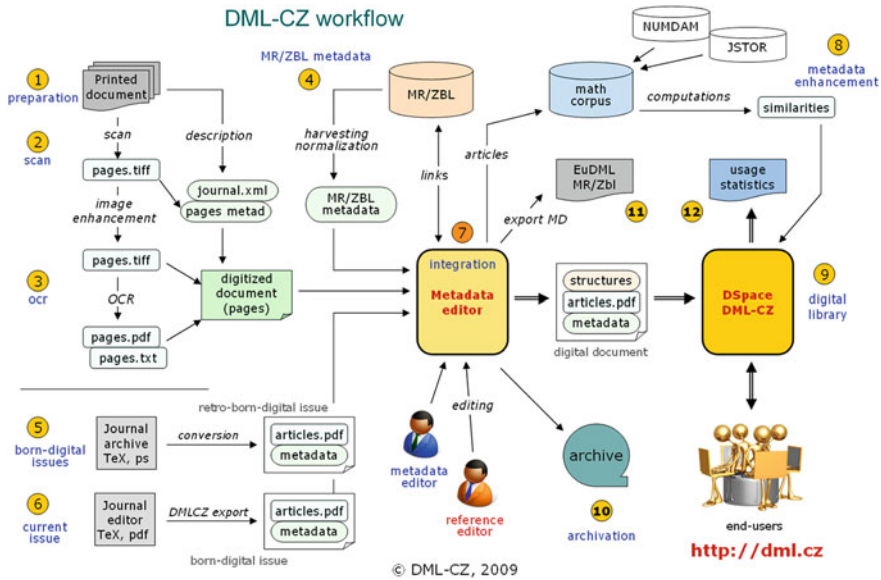 DML-CZ workflow
NUMDAM
JSTOR
1
preparation
Printed
document
MR/ZBL metadata
4
MR/ZBL
math
corpus
computations
8
metadata
enhancement
similarities
2
scan
scan
description
harvesting
normalization
links
articles
pages.tiff
journal.xml
pages metad
MR/ZBL
metadata
EuDML
MR/Zbl
11
12
usage
statistics
image
enhancement
export MD
7
3
ocr
pages.tiff
OCR
digitized
document
(pages)
integration
Metadata
editor
structures
articles.pdf
metadata
digital document
DSpace
DML-CZ
9
digital
library
pages.pdf
pages.txt
retro-born-digital issue
5
born-digital
issues
Journal
archive
TeX, ps
conversion
articles.pdf
metadata
editing
metadata
editor
archive
6
current
issue
Journal
editor
TeX, pdf
DMLCZ export
articles.pdf
metadata
born-digital issue
reference
editor
10
archivation
end-users
http://dml.cz
© DML-CZ, 2009